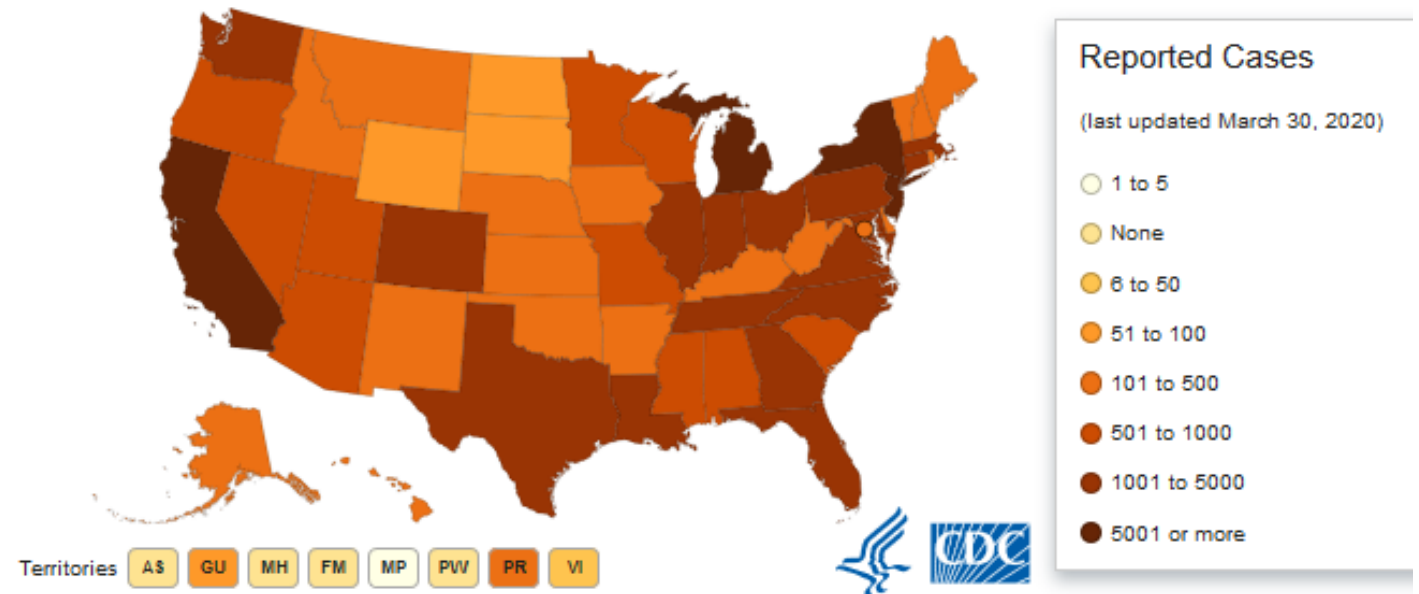 Reported Cases
(last updated March 30, 2020)
1 to 5
None
6 to 50
51 to 100
101 to 500
501 to 1000
1001 to 5000
5001 or more
Territories AS GU MH FM MP PW PR VI
CDC